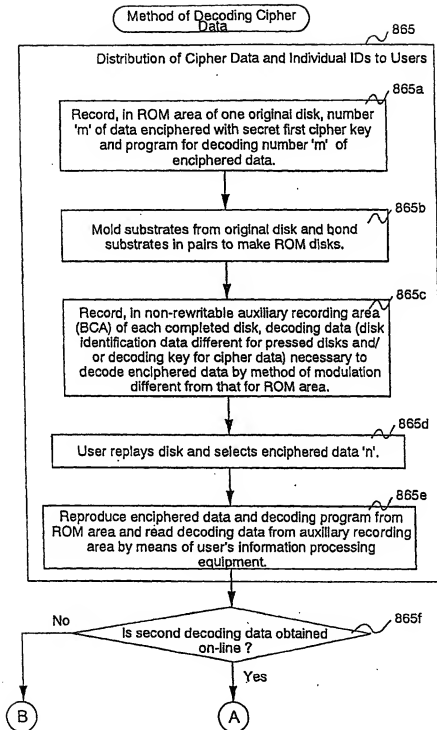 Method of Decoding Cipher
Data
865
Distribution of Cipher Data and Individual IDs to Users
865a
Record, in ROM area of one original disk, number
'm' of data enciphered with secret first cipher key
and program for decoding number 'm' of
enciphered data.
865b
Mold substrates from original disk and bond
substrates in pairs to make ROM disks.
865c
Record, in non-rewritable auxiliary recording area
(BCA) of each completed disk, decoding data (disk
identification data different for pressed disks and/
or decoding key for cipher data) necessary to
decode enciphered data by method of modulation
different from that for ROM area.
865d
User replays disk and selects enciphered data 'n'.
865e
Reproduce enciphered data and decoding program from
ROM area and read decoding data from auxiliary recording
area by means of user's information processing
equipment.
865f
No
Is second decoding data obtained
on-line ?
Yes
B
A